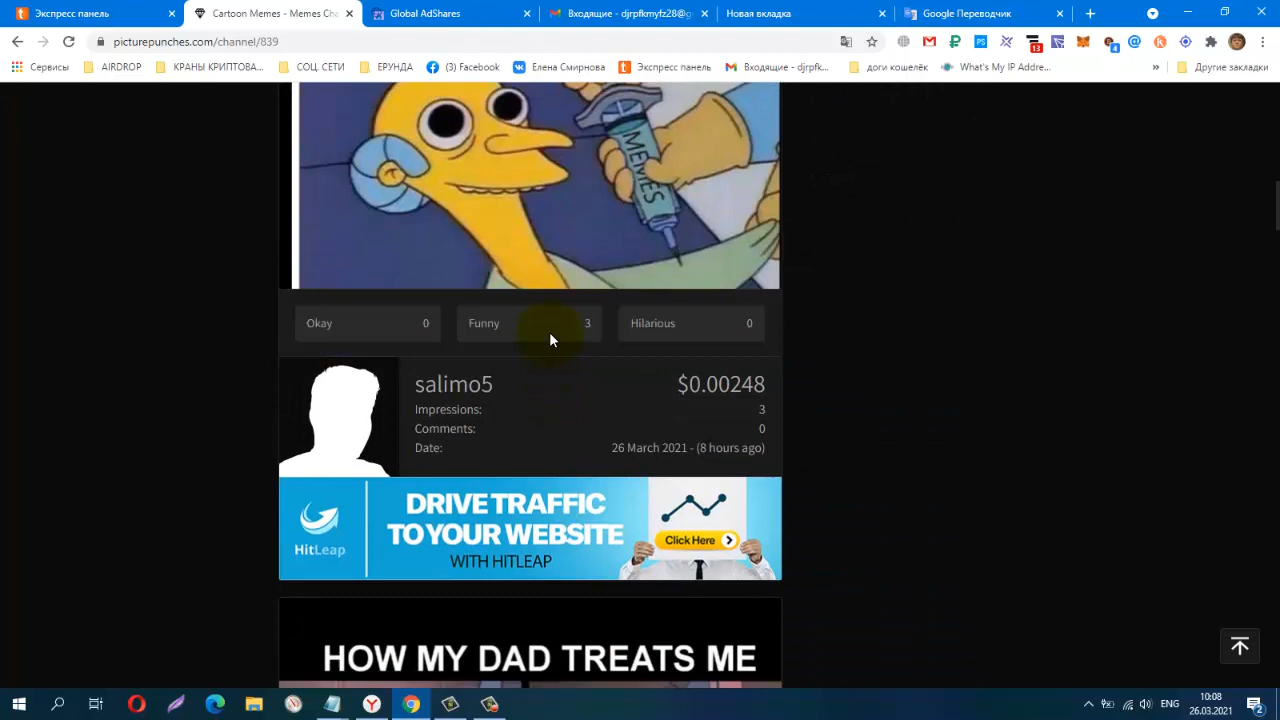 Экспресс панель
Cartoon Memes - Memes Cha
Global AdShares
Входящие - djrpfkmyfz28@g
Новая вкладка
Google Переводчик
picturepunches.com/channel/839
13
4
Сервисы
AIRDROP
КРАНЫ КРИПТОВА...
СОЦ. СЕТИ
ЕРУНДА
(3) Facebook
Елена Смирнова
Экспресс панель
Входящие - djrpfk...
доги кошелёк
What's My IP Addre...
»
Другие закладки
MEMES
Okay 0
Funny 3
Hilarious 0
salimo5 $0.00248
Impressions: 3
Comments: 0
Date: 26 March 2021 - (8 hours ago)
HitLeap
DRIVE TRAFFIC
TO YOUR WEBSITE
WITH HITLEAP
Click Here
HOW MY DAD TREATS ME
ENG
10:08
26.03.2021
2